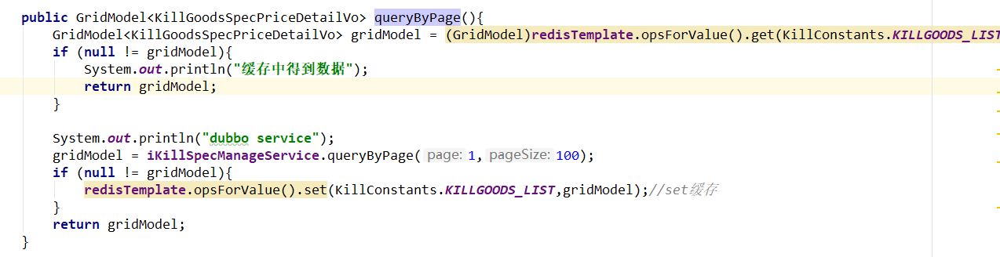 public GridModel<KillGoodsSpecPriceDetailVo> queryByPage(){
GridModel<KillGoodsSpecPriceDetailVo> gridModel = (GridModel)redisTemplate.opsForValue().get(KillConstants.KILLGOODS_LIST
if (null != gridModel){
System.out.println("缓存中得到数据");
return gridModel;
}
System.out.println("dubbo service");
gridModel = iKillSpecManageService.queryByPage( page: 1, pageSize: 100);
if (null != gridModel){
redisTemplate.opsForValue().set(KillConstants.KILLGOODS_LIST,gridModel);//set缓存
}
return gridModel;
}